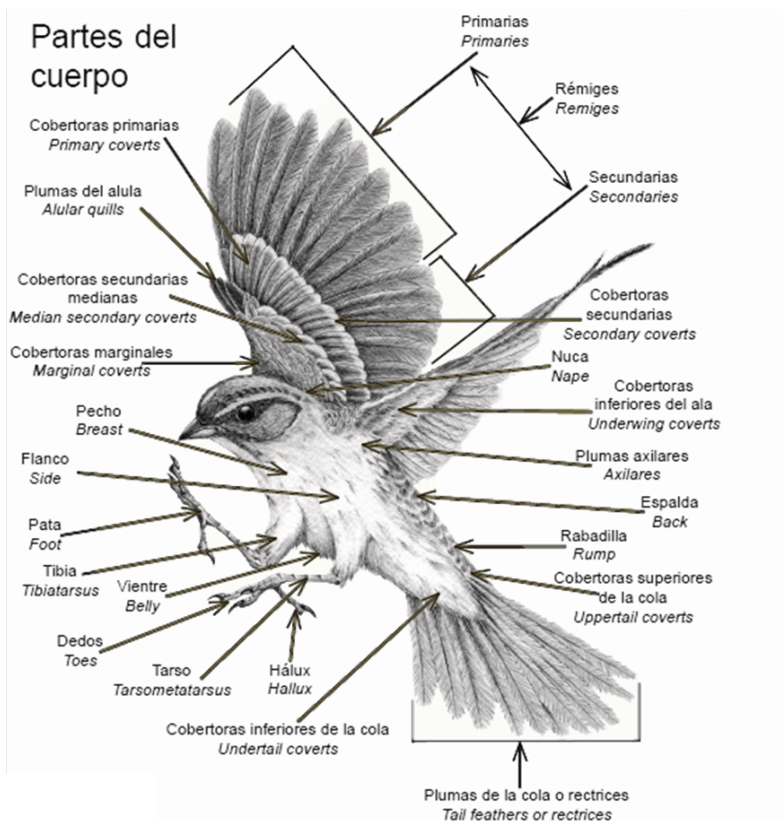 Partes del
cuerpo
Primarias
Primaries
Rémiges
Remiges
Cobertoras primarias
Primary coverts
Secundarias
Secondaries
Plumas del alula
Alular quills
Cobertoras secundarias
medianas
Median secondary coverts
Cobertoras
secundarias
Secondary coverts
Cobertoras marginales
Marginal coverts
Nuca
Nape
Cobertoras
inferiores del ala
Underwing coverts
Pecho
Breast
Plumas axilares
Axilares
Flanco
Side
Espalda
Back
Pata
Foot
Rabadilla
Rump
Tibia
Tibiatarsus
Vientre
Belly
Cobertoras superiores
de la cola
Uppertail coverts
Dedos
Toes
Tarso
Tarsometatarsus
Hálux
Hallux
Cobertoras inferiores de la cola
Undertail coverts
Plumas de la cola o rectrices
Tail feathers or rectrices